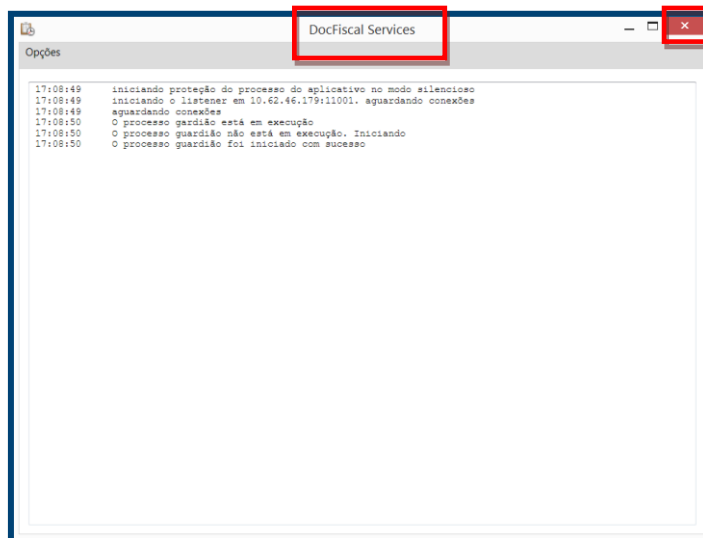 DocFiscal Services
Opções
17:08:49 iniciando proteção do processo do aplicativo no modo silencioso
17:08:49 iniciando o listener em 10.62.46.179:11001. aguardando conexões
17:08:49 aguardando conexões
17:08:50 O processo gardião está em execução
17:08:50 O processo guardião não está em execução. Iniciando
17:08:50 O processo guardião foi iniciado com sucesso